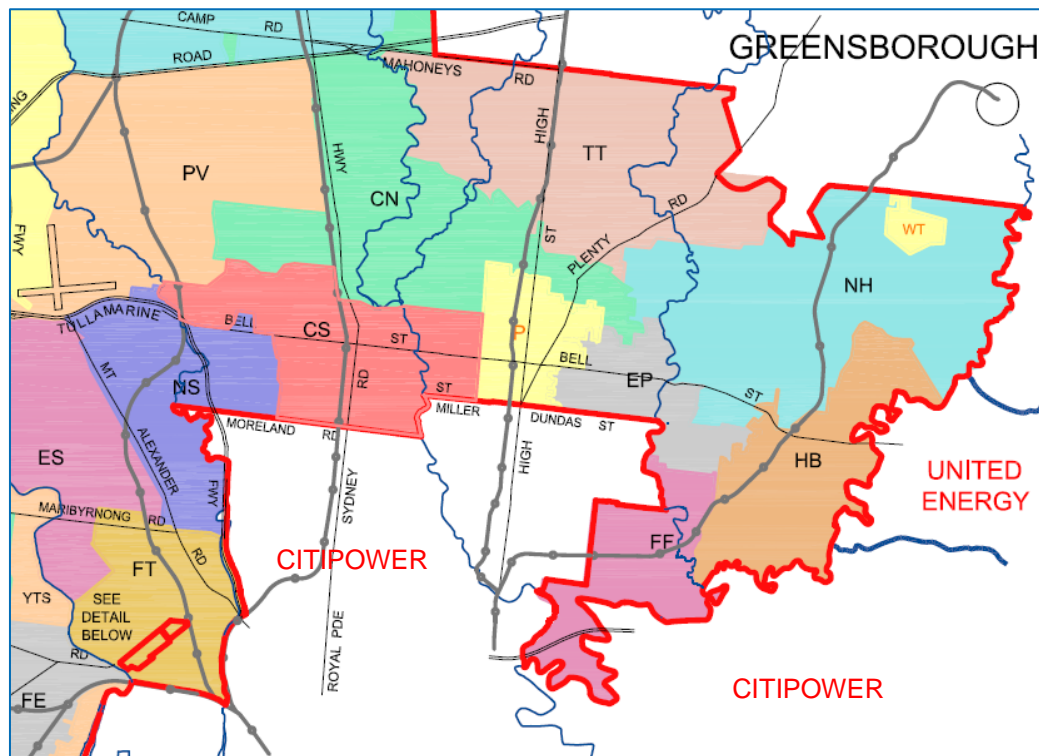 CAMP
RD
ROAD
MAHONEYS
RD
GREENSBOROUGH
ING
HIGH
TT
PV
HWY
CN
RD
PLENTY
ST
WT
FWY
NH
TULLAMARINE
BELL
CS
ST
P
BELL
EP
MT
NS
RD
ST
ST
MORELAND
RD
MILLER
DUNDAS
ST
ALEXANDER
ES
FWY
SYDNEY
HIGH
HB
UNITED
ENERGY
MARIBYRNONG
RD
RD
FT
CITIPOWER
FF
YTS
SEE
DETAIL
BELOW
RD
ROYAL PDE
FE
CITIPOWER